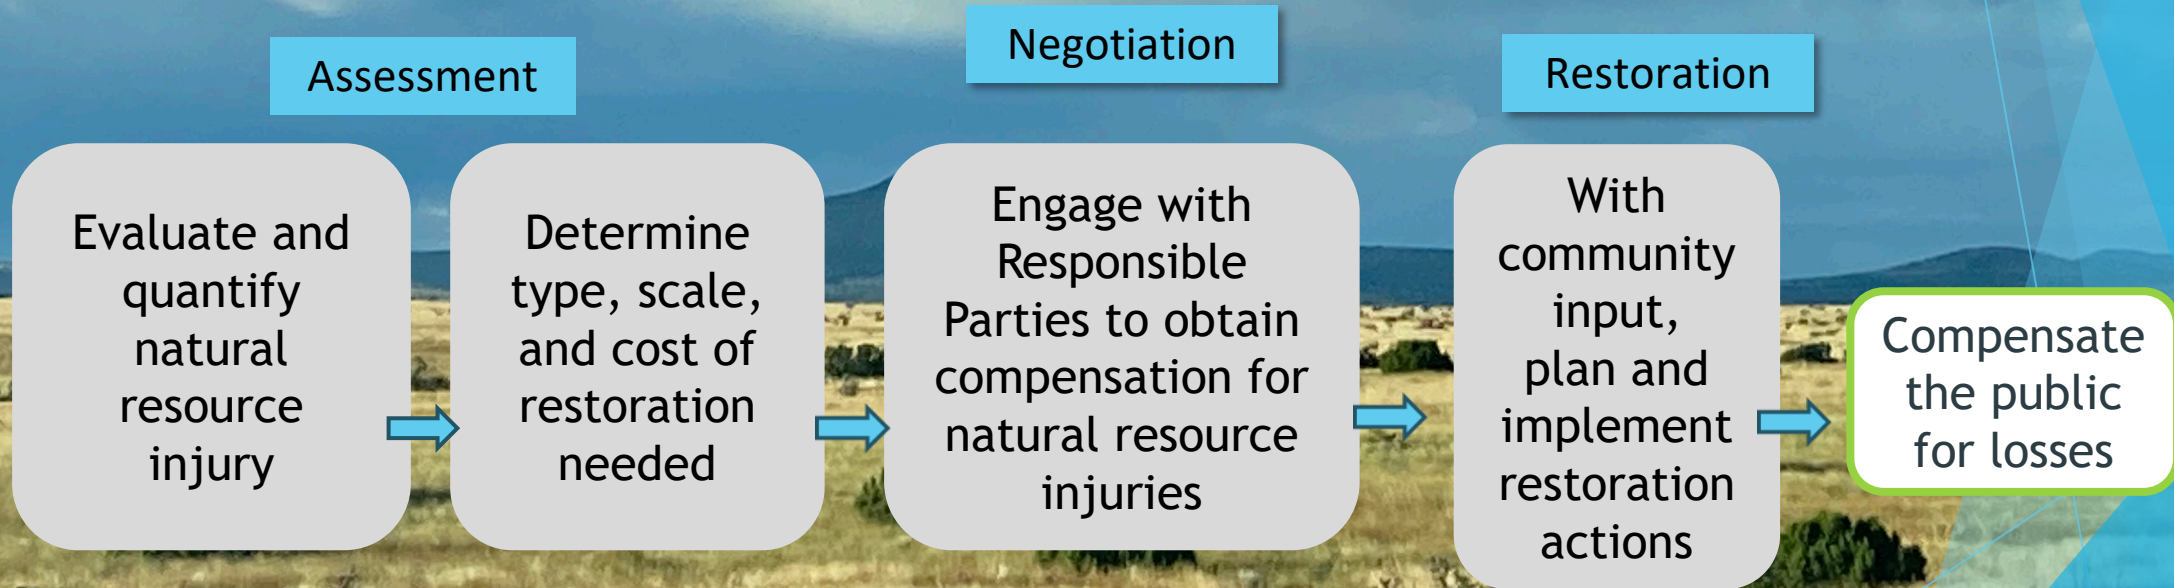 Assessment
Negotiation
Restoration
Evaluate and
quantify
natural
resource
injury
Determine
type, scale,
and cost of
restoration
needed
Engage with
Responsible
Parties to obtain
compensation for
natural resource
injuries
With
community
input,
plan and
implement
restoration
actions
Compensate
the public
for losses